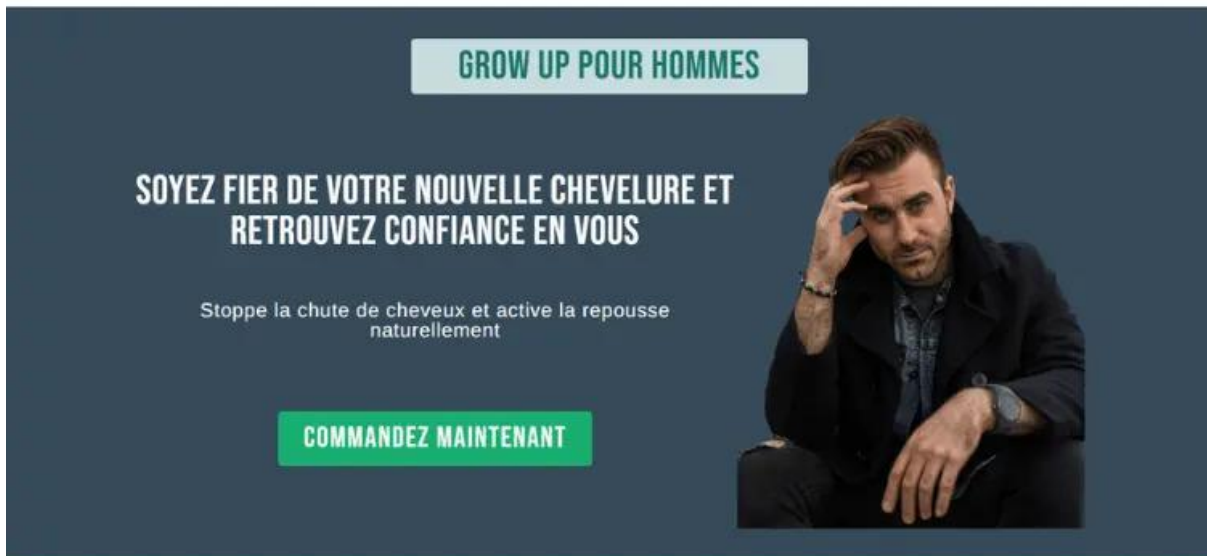 GROW UP POUR HOMMES
SOYEZ FIER DE VOTRE NOUVELLE CHEVELURE ET
RETROUVEZ CONFIANCE EN VOUS
Stoppe la chute de cheveux et active la repousse
naturellement
COMMANDEZ MAINTENANT